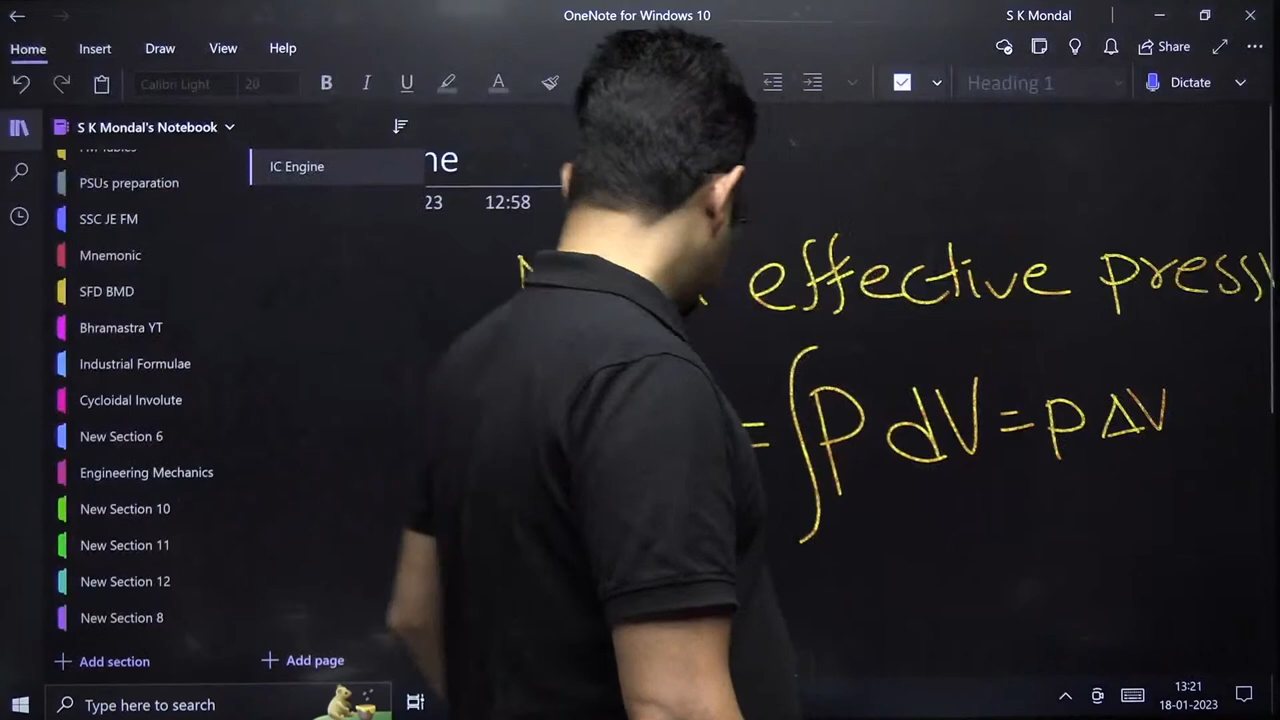 OneNote for Windows 10
S K Mondal
Home Insert Draw View Help
Share
Calibri Light 20 B I U A
Heading 1
Dictate
S K Mondal's Notebook
PSUs preparation
SSC JE FM
Mnemonic
SFD BMD
Bhramastra YT
Industrial Formulae
Cycloidal Involute
New Section 6
Engineering Mechanics
New Section 10
New Section 11
New Section 12
New Section 8
Add section
IC Engine
Add page
ne
23 12:58
effective press
= ∫P dV = P ΔV
Type here to search
13:21
18-01-2023